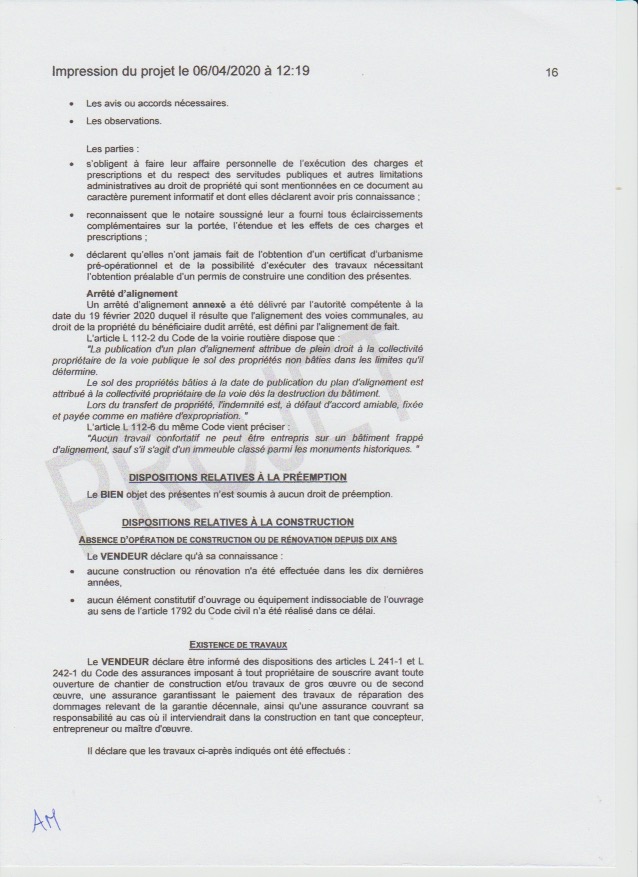 Impression du projet le 06/04/2020 à 12:19
16
• Les avis ou accords nécessaires.
• Les observations.
Les parties :
• s'obligent à faire leur affaire personnelle de l'exécution des charges et
prescriptions et du respect des servitudes publiques et autres limitations
administratives au droit de propriété qui sont mentionnées en ce document au
caractère purement informatif et dont elles déclarent avoir pris connaissance ;
• reconnaissent que le notaire soussigné leur a fourni tous éclaircissements
complémentaires sur la portée, l'étendue et les effets de ces charges et
prescriptions ;
• déclarent qu'elles n'ont jamais fait de l'obtention d'un certificat d'urbanisme
pré-opérationnel et de la possibilité d'exécuter des travaux nécessitant
l'obtention préalable d'un permis de construire une condition des présentes.
Arrêté d'alignement
Un arrêté d'alignement annexé a été délivré par l'autorité compétente à la
date du 19 février 2020 duquel il résulte que l'alignement des voies communales, au
droit de la propriété du bénéficiaire dudit arrêté, est défini par l'alignement de fait.
L'article L 112-2 du Code de la voirie routière dispose que :
"La publication d'un plan d'alignement attribue de plein droit à la collectivité
propriétaire de la voie publique le sol des propriétés non bâties dans les limites qu'il
détermine.
Le sol des propriétés bâties à la date de publication du plan d'alignement est
attribué à la collectivité propriétaire de la voie dès la destruction du bâtiment.
Lors du transfert de propriété, l'indemnité est, à défaut d'accord amiable, fixée
et payée comme en matière d'expropriation. "
L'article L 112-6 du même Code vient préciser :
"Aucun travail confortatif ne peut être entrepris sur un bâtiment frappé
d'alignement, sauf s'il s'agit d'un immeuble classé parmi les monuments historiques. "
PROJET
DISPOSITIONS RELATIVES À LA PRÉEMPTION
Le BIEN objet des présentes n'est soumis à aucun droit de préemption.
DISPOSITIONS RELATIVES À LA CONSTRUCTION
ABSENCE D'OPÉRATION DE CONSTRUCTION OU DE RÉNOVATION DEPUIS DIX ANS
Le VENDEUR déclare qu'à sa connaissance :
• aucune construction ou rénovation n'a été effectuée dans les dix dernières
années,
• aucun élément constitutif d'ouvrage ou équipement indissociable de l'ouvrage
au sens de l'article 1792 du Code civil n'a été réalisé dans ce délai.
EXISTENCE DE TRAVAUX
Le VENDEUR déclare être informé des dispositions des articles L 241-1 et L
242-1 du Code des assurances imposant à tout propriétaire de souscrire avant toute
ouverture de chantier de construction et/ou travaux de gros œuvre ou de second
œuvre, une assurance garantissant le paiement des travaux de réparation des
dommages relevant de la garantie décennale, ainsi qu'une assurance couvrant sa
responsabilité au cas où il interviendrait dans la construction en tant que concepteur,
entrepreneur ou maître d'œuvre.
Il déclare que les travaux ci-après indiqués ont été effectués :
AM